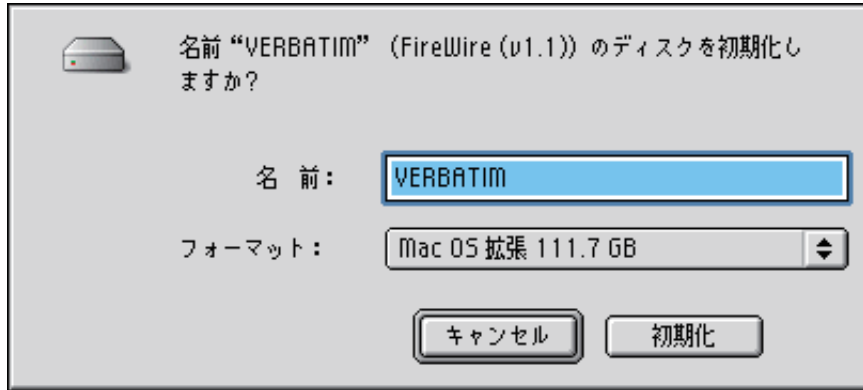 名前“VERBATIM” (FireWire (v1.1)) のディスクを初期化し
ますか?
名 前:
VERBATIM
フォーマット:
Mac OS 拡張 111.7 GB
キャンセル
初期化